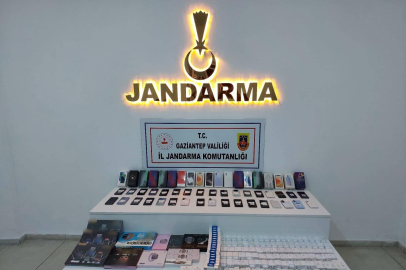 JANDARMA
T.C.
GAZİANTEP VALİLİĞİ
İL JANDARMA KOMUTANLIĞI